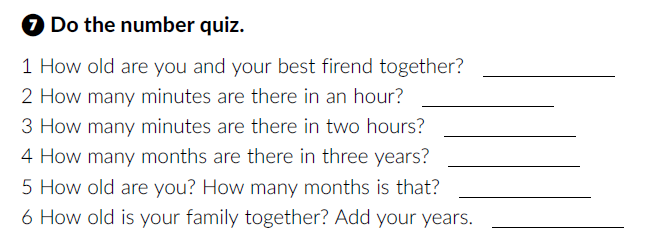 7 Do the number quiz.
1 How old are you and your best firend together?
2 How many minutes are there in an hour?
3 How many minutes are there in two hours?
4 How many months are there in three years?
5 How old are you? How many months is that?
6 How old is your family together? Add your years.